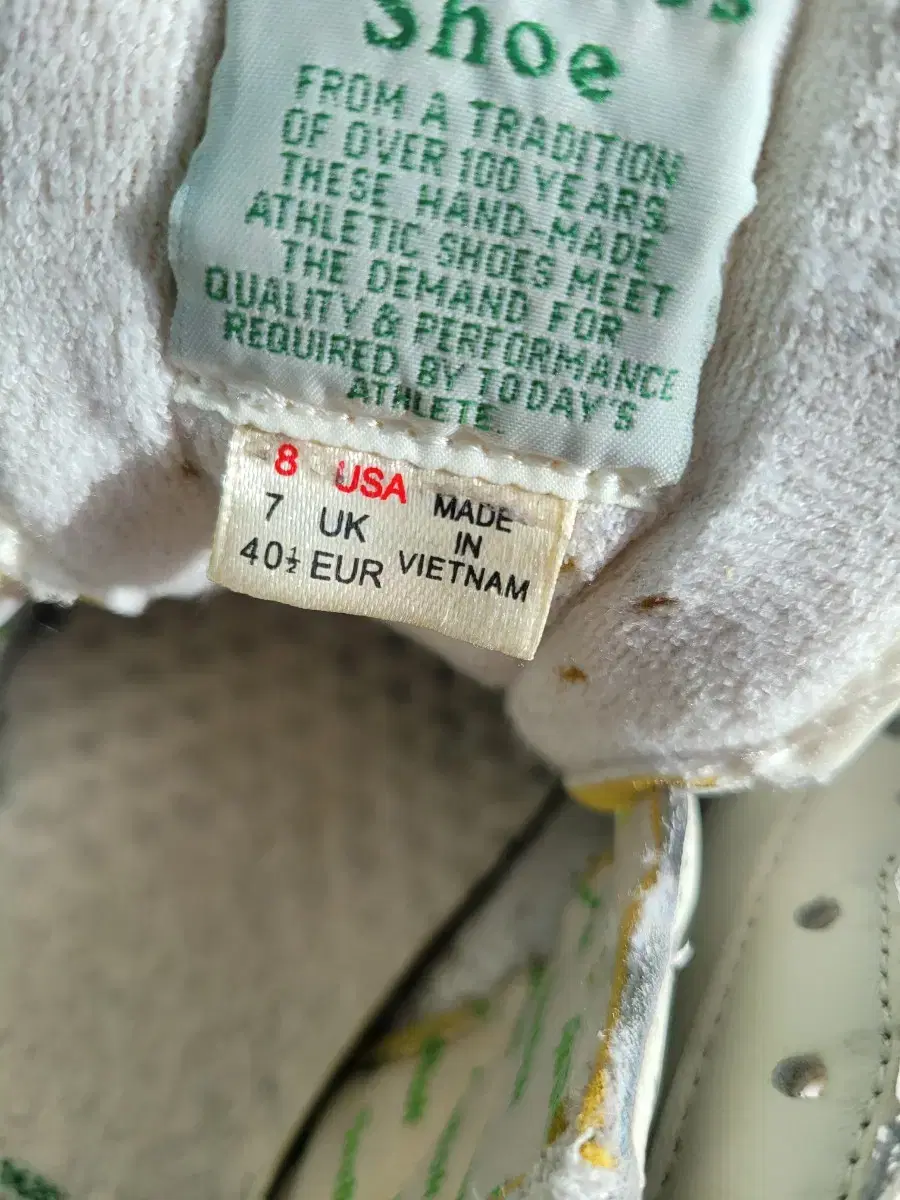 Shoe
FROM A TRADITION
OF OVER 100 YEARS,
THESE HAND-MADE
ATHLETIC SHOES MEET
THE DEMAND FOR
QUALITY & PERFORMANCE
REQUIRED BY TODAY'S
ATHLETE.
8 USA
7 UK
40½ EUR
MADE
IN
VIETNAM